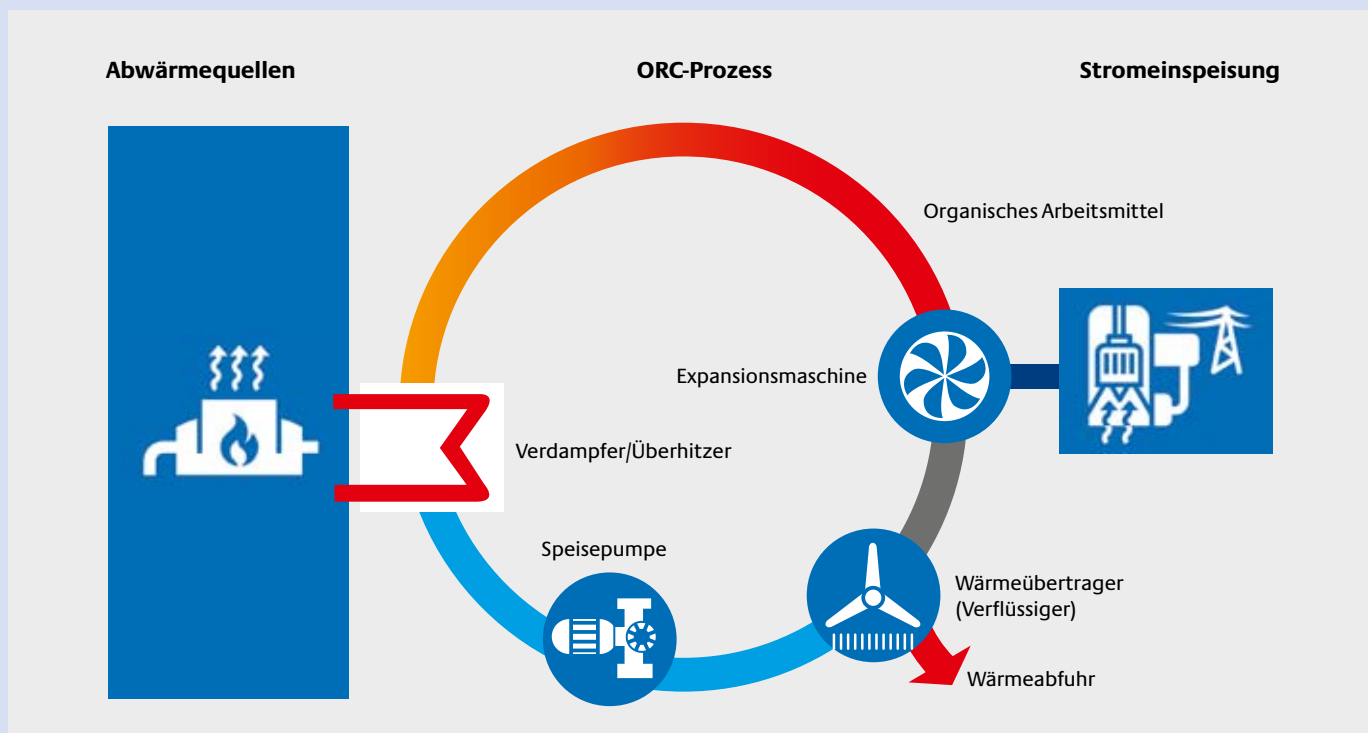 Abwärmequellen
ORC-Prozess
Stromeinspeisung
Organisches Arbeitsmittel
Expansionsmaschine
Verdampfer/Überhitzer
Speisepumpe
Wärmeübertrager
(Verflüssiger)
Wärmeabfuhr